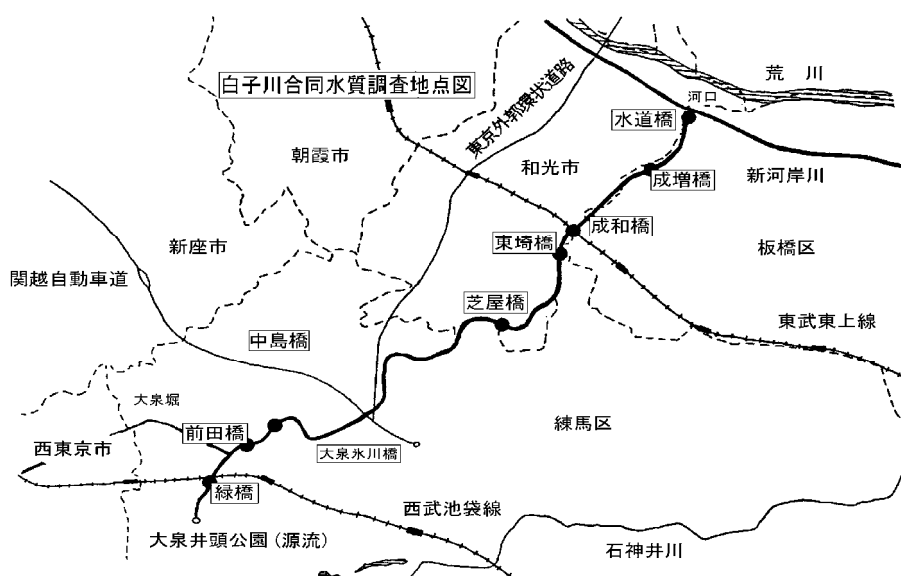 白子川合同水質調査地点図
東京外郭環状道路
荒川
河口
水道橋
朝霞市
和光市
成増橋
新河岸川
成和橋
新座市
東埼橋
板橋区
関越自動車道
芝屋橋
東武東上線
中島橋
大泉堀
前田橋
練馬区
西東京市
大泉氷川橋
緑橋
西武池袋線
大泉井頭公園(源流)
石神井川